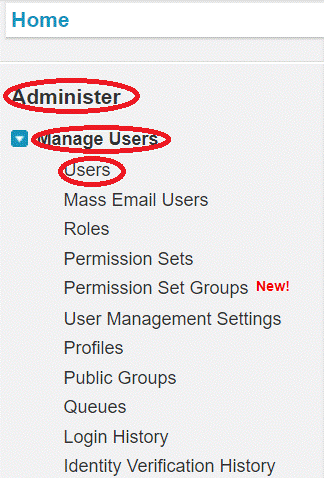 Home
Administer
Manage Users
Users
Mass Email Users
Roles
Permission Sets
Permission Set Groups New!
User Management Settings
Profiles
Public Groups
Queues
Login History
Identity Verification History